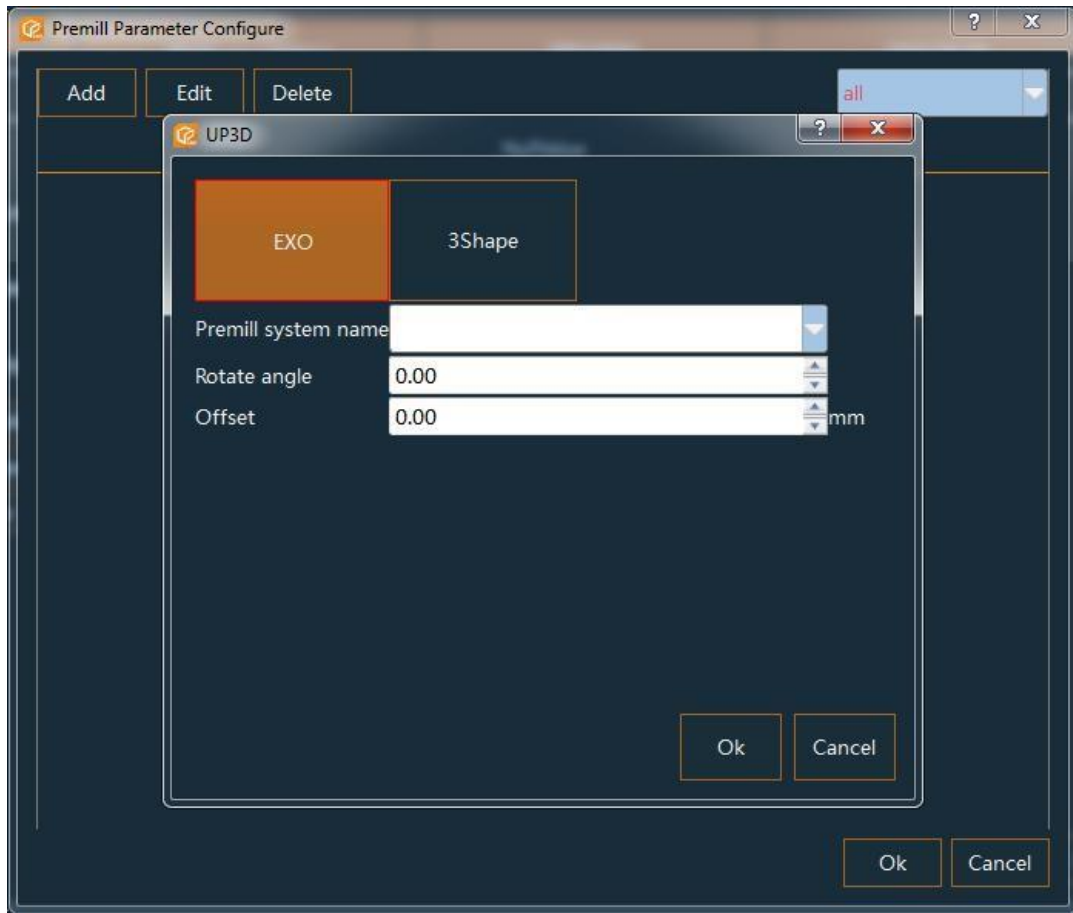 Premill Parameter Configure
Add Edit Delete all
UP3D
EXO 3Shape
Premill system name
Rotate angle 0.00
Offset 0.00 mm
Ok Cancel
Ok Cancel